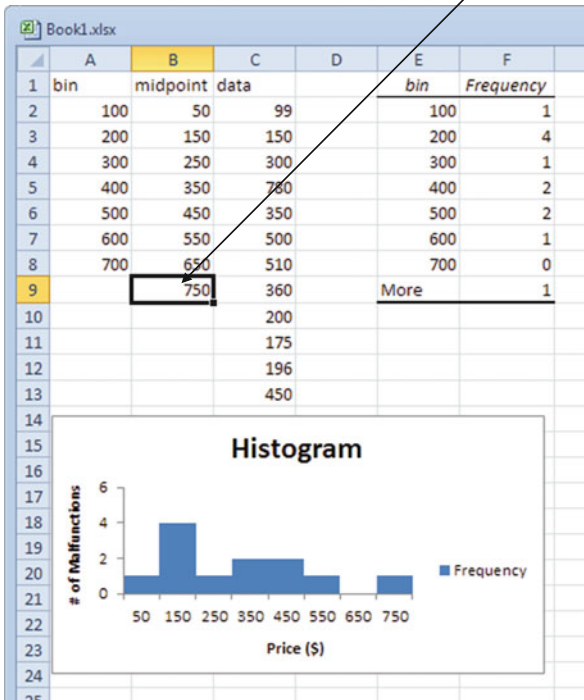 Book1.xlsx
A B C D E F
1 bin midpoint data bin Frequency
2 100 50 99 100 1
3 200 150 150 200 4
4 300 250 300 300 1
5 400 350 780 400 2
6 500 450 350 500 2
7 600 550 500 600 1
8 700 650 510 700 0
9 750 360 More 1
10 200
11 175
12 196
13 450
14
15
16
17
18
19
20
21
22
23
24
25
Histogram
# of Malfunctions
6
4
2
0
50 150 250 350 450 550 650 750
Price ($)
Frequency